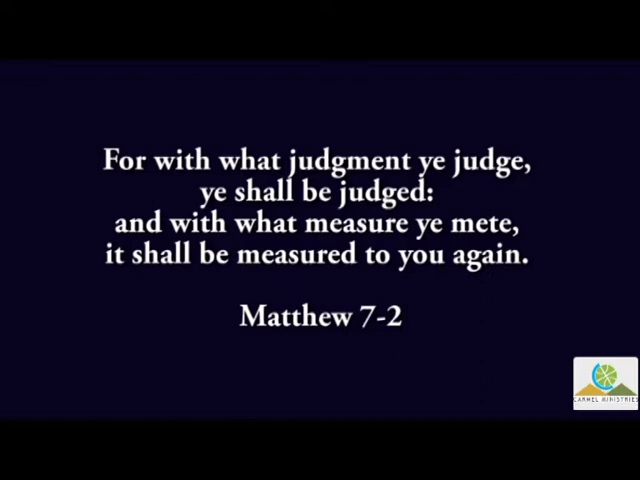 For with what judgment ye judge,
ye shall be judged:
and with what measure ye mete,
it shall be measured to you again.
Matthew 7-2
CARMEL MINISTRIES